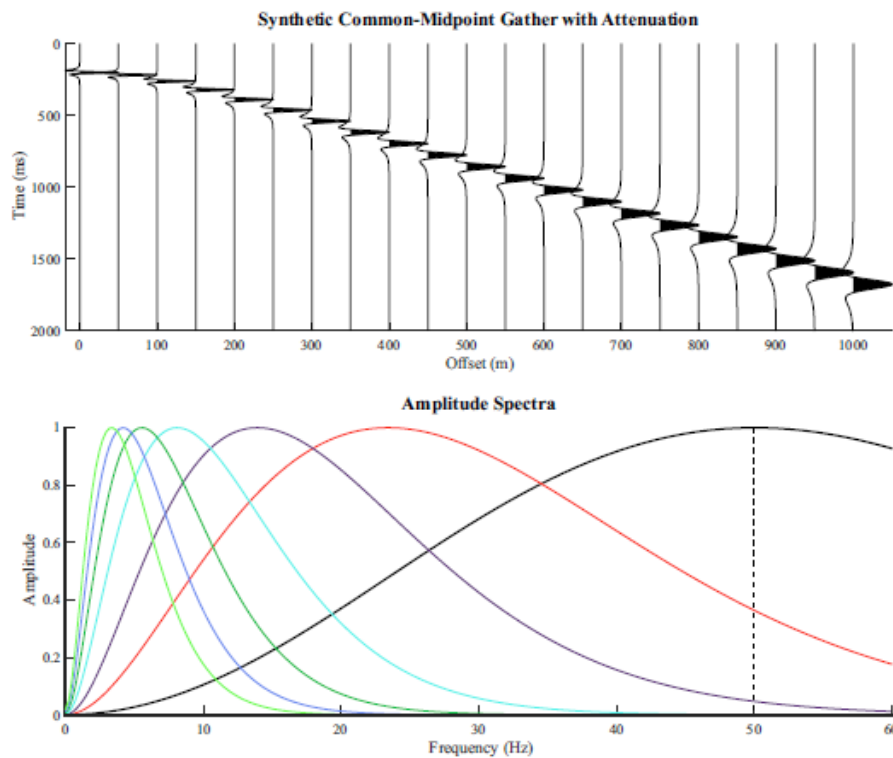 Synthetic Common-Midpoint Gather with Attenuation
0
500
1000
1500
2000
Time (ms)
0 100 200 300 400 500 600 700 800 900 1000
Offset (m)
Amplitude Spectra
1
0.8
0.6
0.4
0.2
0
Amplitude
0 10 20 30 40 50 60
Frequency (Hz)